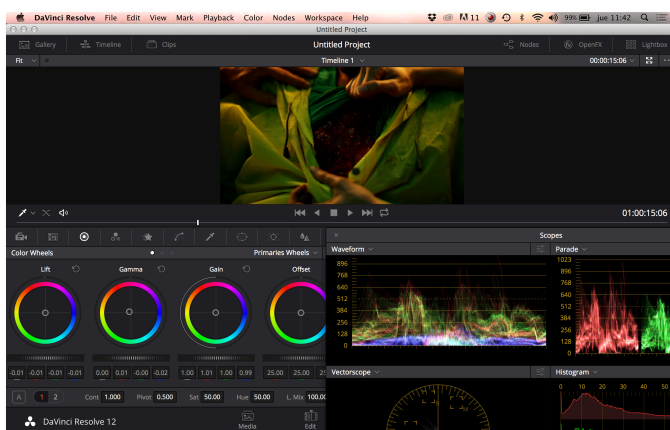 DaVinci Resolve File Edit View Mark Playback Color Nodes Workspace Help 11 99% jue 11:42
Untitled Project
Gallery Timeline Clips Untitled Project Nodes OpenFX Lightbox
Fit Timeline 1 00:00:15:06
01:00:15:06
Scopes
Color Wheels Primaries Wheels Waveform Parade
Lift Gamma Gain Offset
896 1023
768 896
640 768
512 640
384 512
256 384
128 256
0 128
0
-0.01 -0.01 -0.01 -0.01 0.00 0.01 -0.00 -0.02 1.00 1.01 1.00 0.99 25.00 25.00
Vectorscope Histogram
0 10 20 30 40 50
A 1 2 Cont 1.000 Pivot 0.500 Sat 50.00 Hue 50.00 L. Mix 100.00
DaVinci Resolve 12 Media Edit